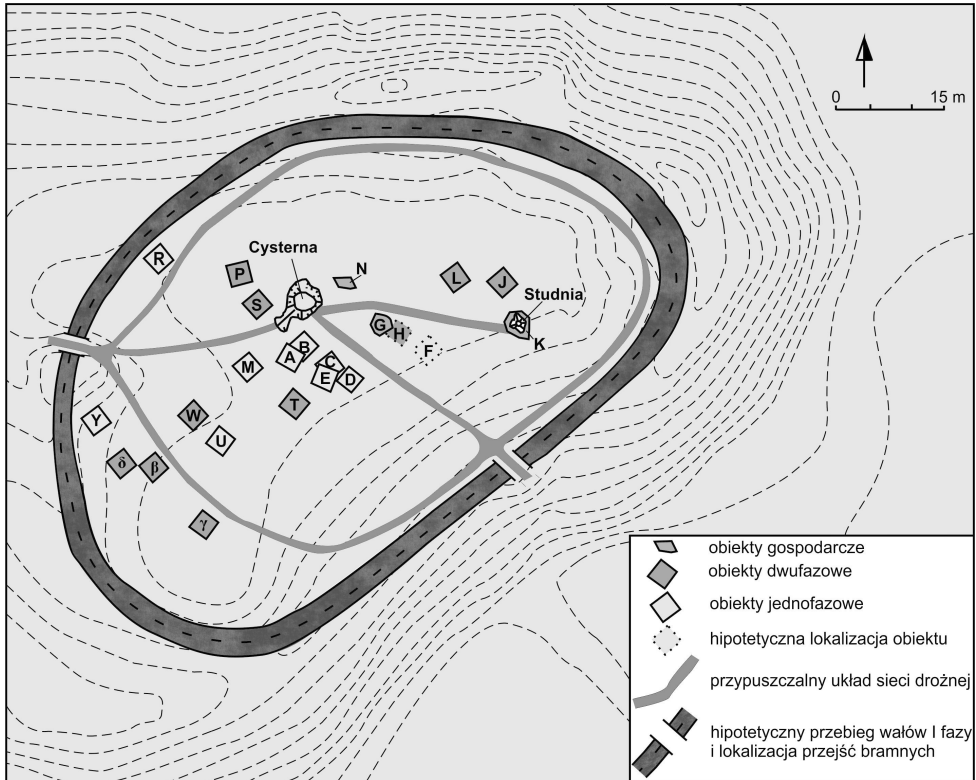 0 15 m
R
Cysterna
P
N
L
J
S
Studnia
G
H
K
F
B
A
C
M
E
D
T
W
Y
U
δ
β
γ
obiekty gospodarcze
obiekty dwufazowe
obiekty jednofazowe
hipotetyczna lokalizacja obiektu
przypuszczalny układ sieci drożnej
hipotetyczny przebieg wałów I fazy
i lokalizacja przejść bramnych